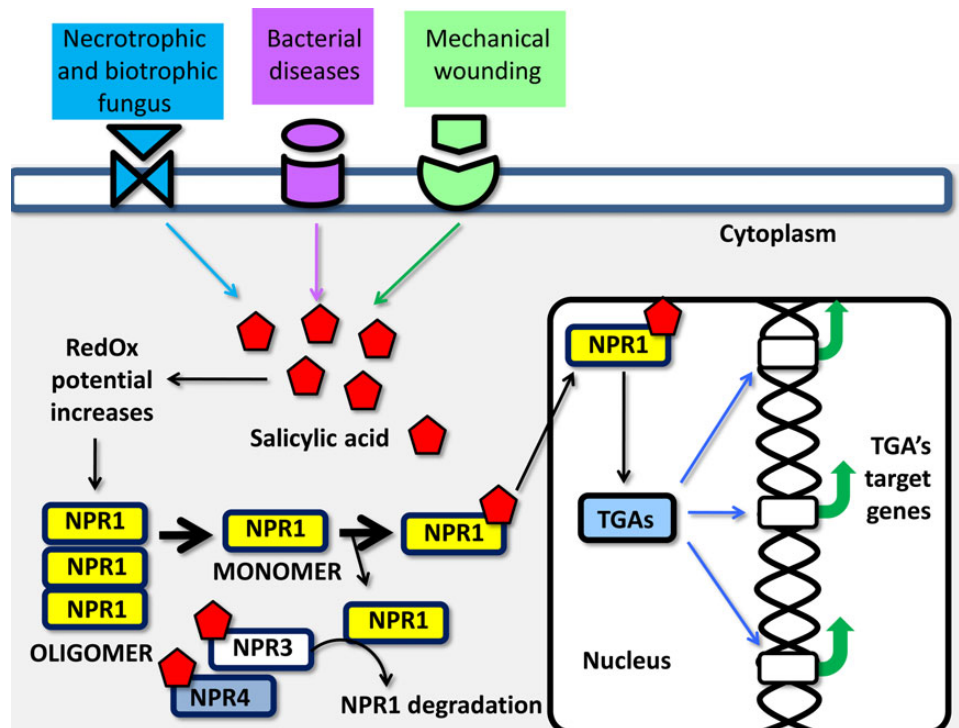 Necrotrophic
and biotrophic
fungus
Bacterial
diseases
Mechanical
wounding
Cytoplasm
RedOx
potential
increases
Salicylic acid
NPR1
NPR1
NPR1
OLIGOMER
NPR1
MONOMER
NPR1
NPR1
NPR3
NPR4
NPR1 degradation
NPR1
TGAs
TGA's
target
genes
Nucleus